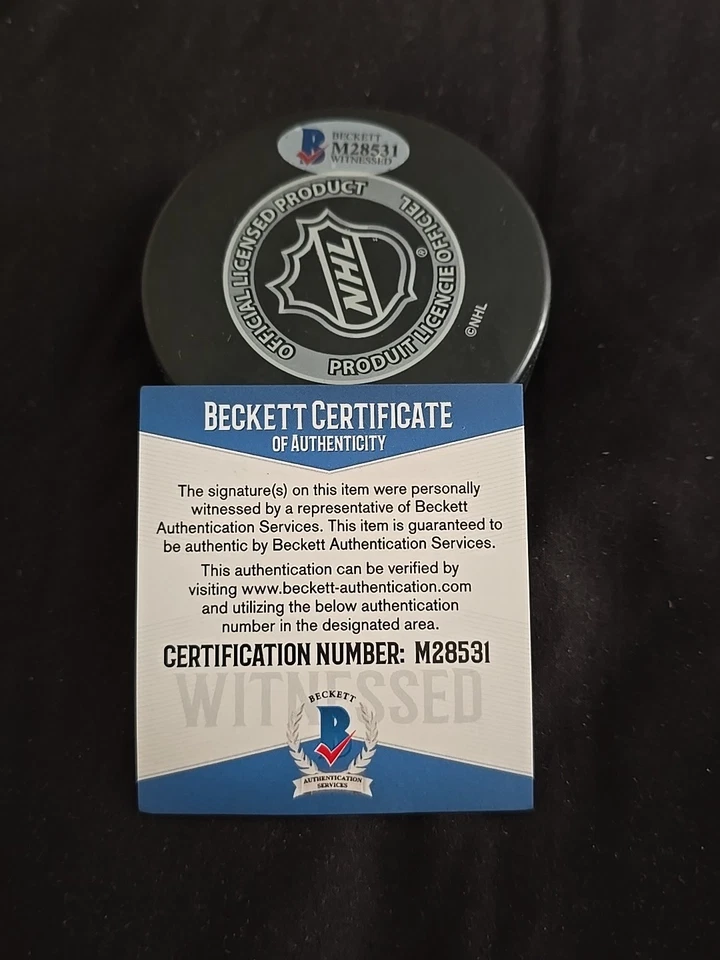 BECKETT
M28531
WITNESSED
OFFICIAL LICENSED PRODUCT
PRODUIT LICENCIE OFFICIEL
NHL
®
©NHL
BECKETT CERTIFICATE
OF AUTHENTICITY
The signature(s) on this item were personally
witnessed by a representative of Beckett
Authentication Services. This item is guaranteed to
be authentic by Beckett Authentication Services.
This authentication can be verified by
visiting www.beckett-authentication.com
and utilizing the below authentication
number in the designated area.
CERTIFICATION NUMBER: M28531
WITNESSED
BECKETT
B
AUTHENTICATION
SERVICES